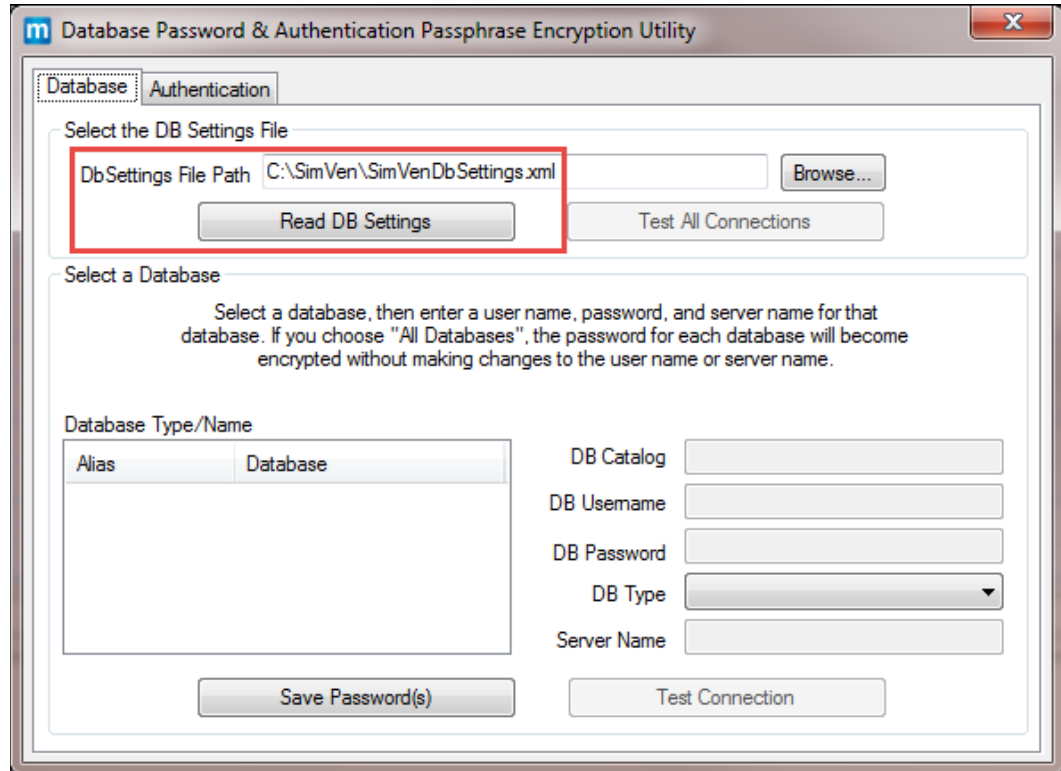 m Database Password & Authentication Passphrase Encryption Utility
Database Authentication
Select the DB Settings File
DbSettings File Path C:\SimVen\SimVenDbSettings.xml Browse...
Read DB Settings Test All Connections
Select a Database
Select a database, then enter a user name, password, and server name for that
database. If you choose "All Databases", the password for each database will become
encrypted without making changes to the user name or server name.
Database Type/Name
Alias Database
DB Catalog
DB Username
DB Password
DB Type
Server Name
Save Password(s) Test Connection